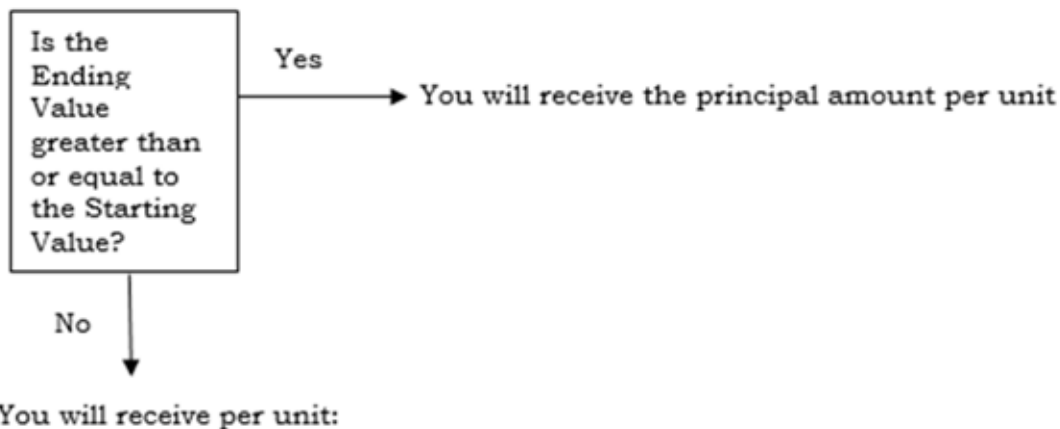 Is the
Ending
Value
greater than
or equal to
the Starting
Value?
Yes
You will receive the principal amount per unit
No
You will receive per unit: